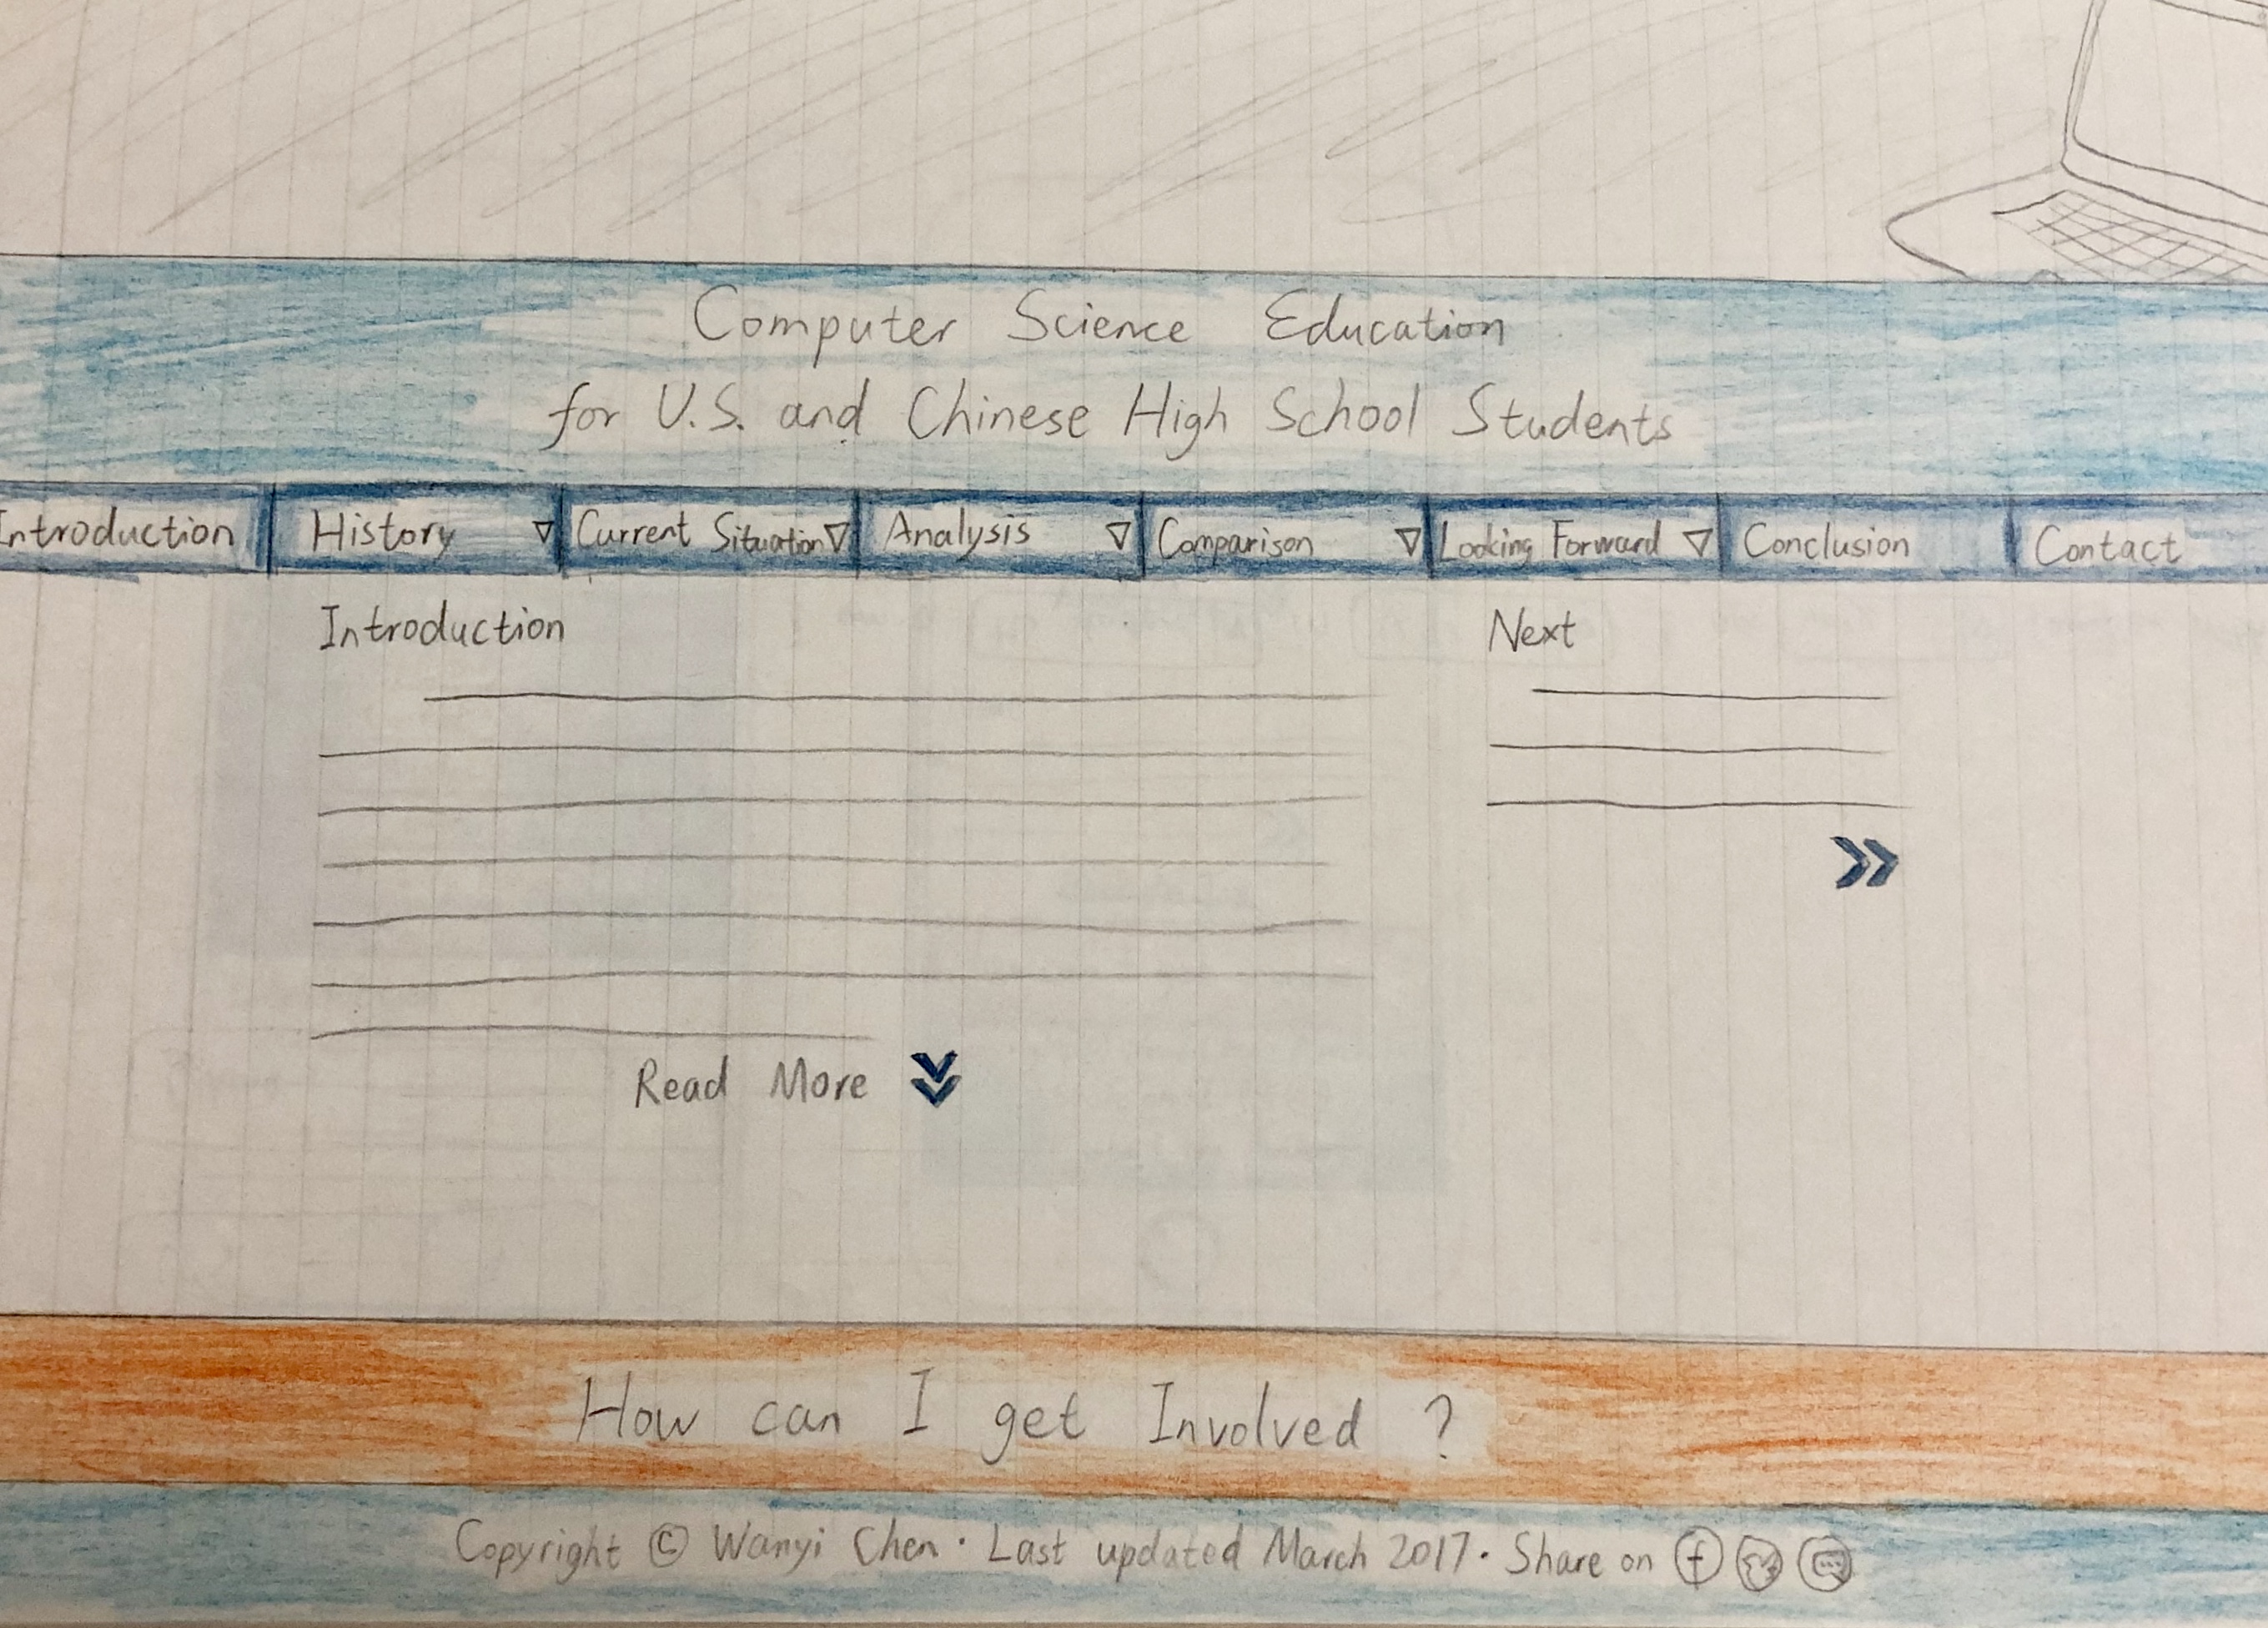 Computer Science Education
for U.S. and Chinese High School Students
Introduction History Current Situation Analysis Comparison Looking Forward Conclusion Contact
Introduction Next
Read More
How can I get Involved ?
Copyright © Wanyi Chen · Last updated March 2017 · Share on f